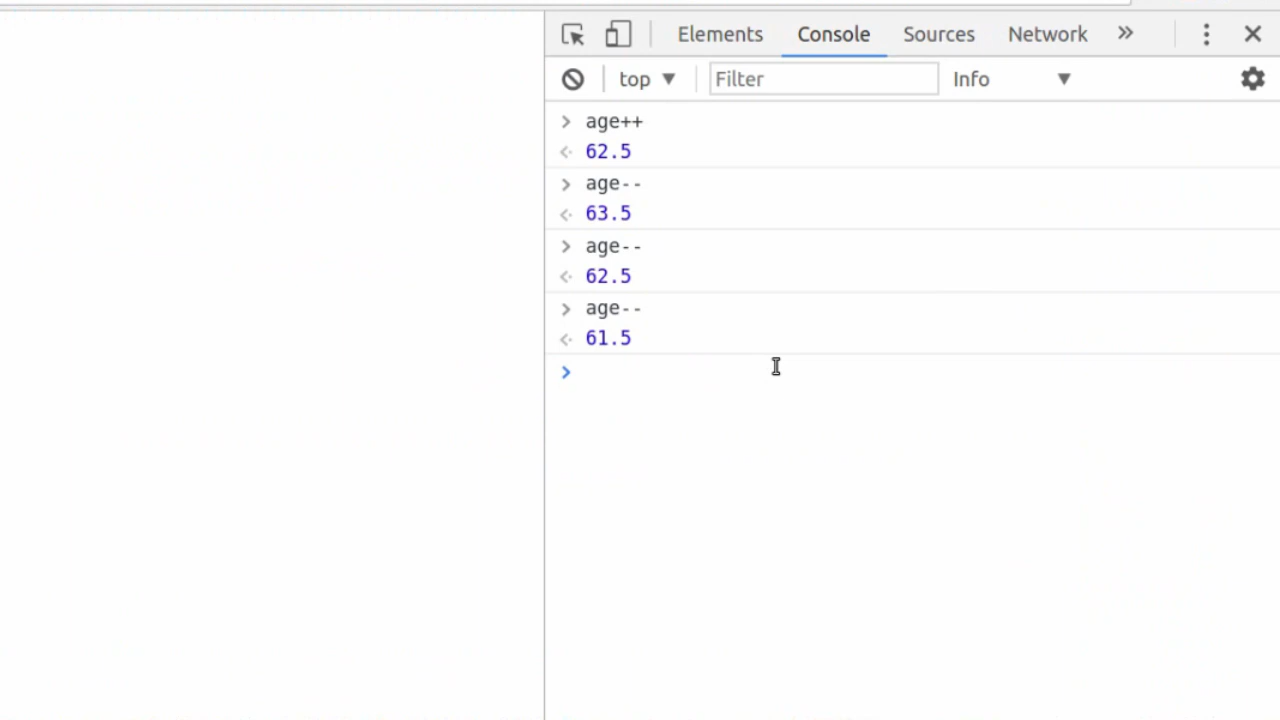 Elements Console Sources Network »
top Filter Info
> age++
<· 62.5
> age--
<· 63.5
> age--
<· 62.5
> age--
<· 61.5
>